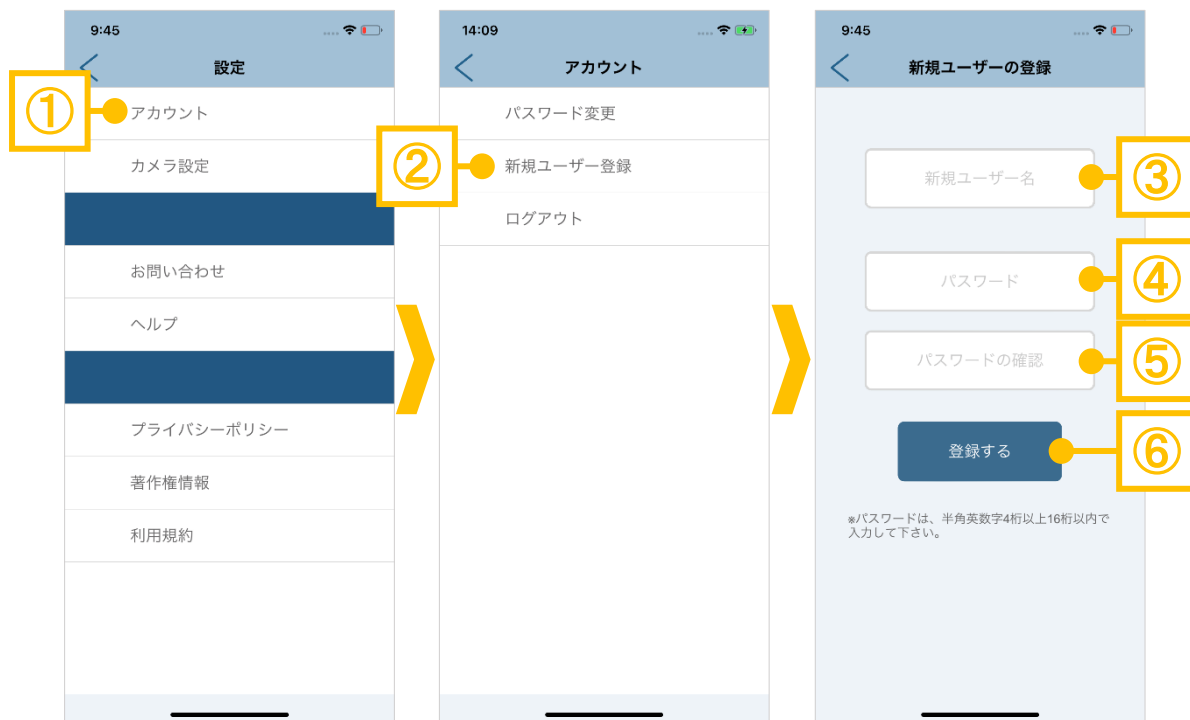 9:45
設定
①
アカウント
カメラ設定
お問い合わせ
ヘルプ
プライバシーポリシー
著作権情報
利用規約
14:09
アカウント
パスワード変更
②
新規ユーザー登録
ログアウト
9:45
新規ユーザーの登録
新規ユーザー名
③
パスワード
④
パスワードの確認
⑤
登録する
⑥
※パスワードは、半角英数字4桁以上16桁以内で
入力して下さい。